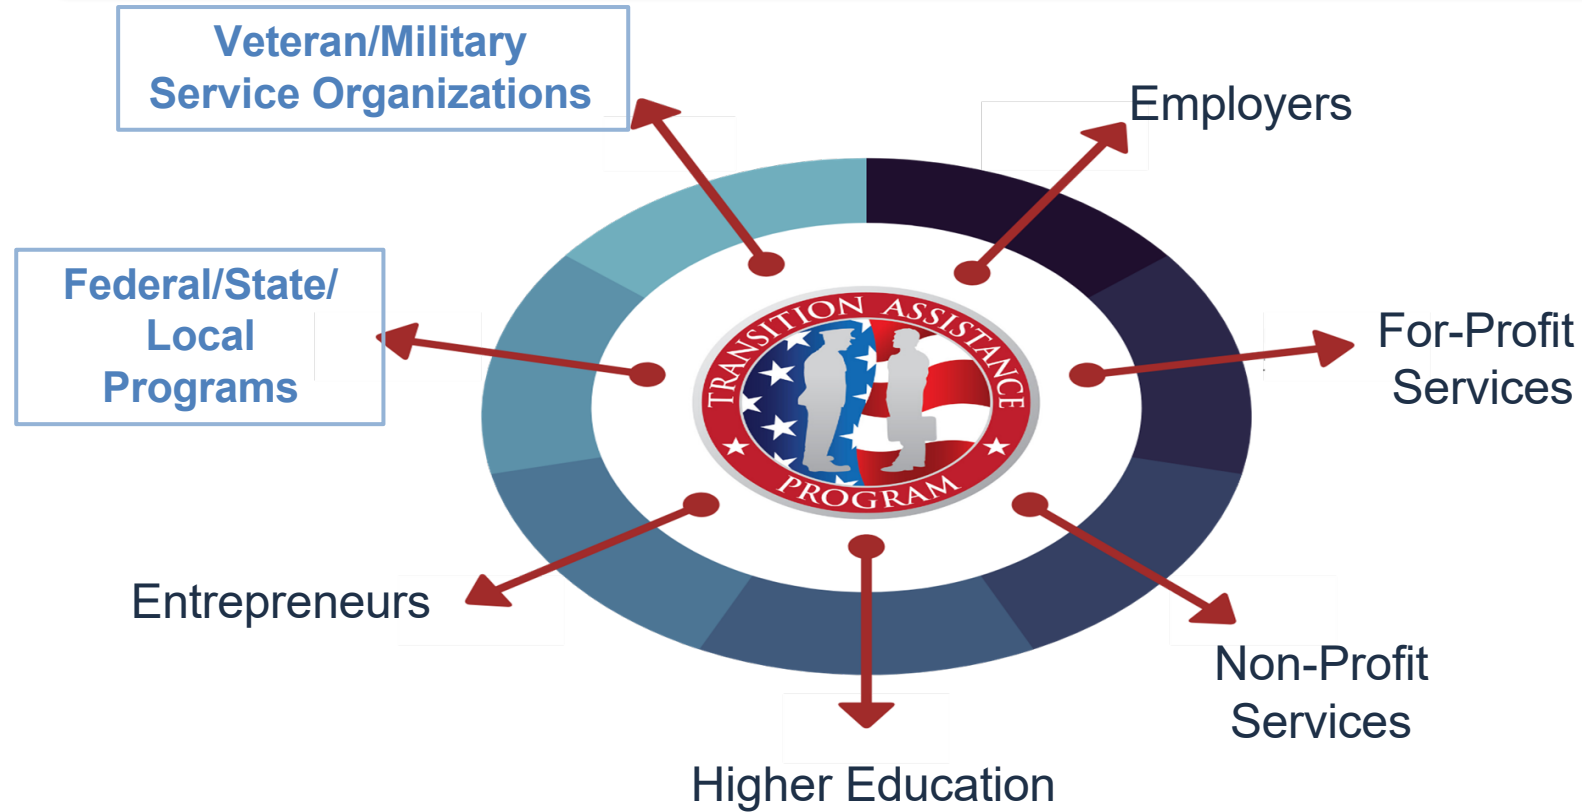 Veteran/Military
Service Organizations
Employers
Federal/State/
Local
Programs
For-Profit
Services
TRANSITION ASSISTANCE
PROGRAM
Entrepreneurs
Non-Profit
Services
Higher Education